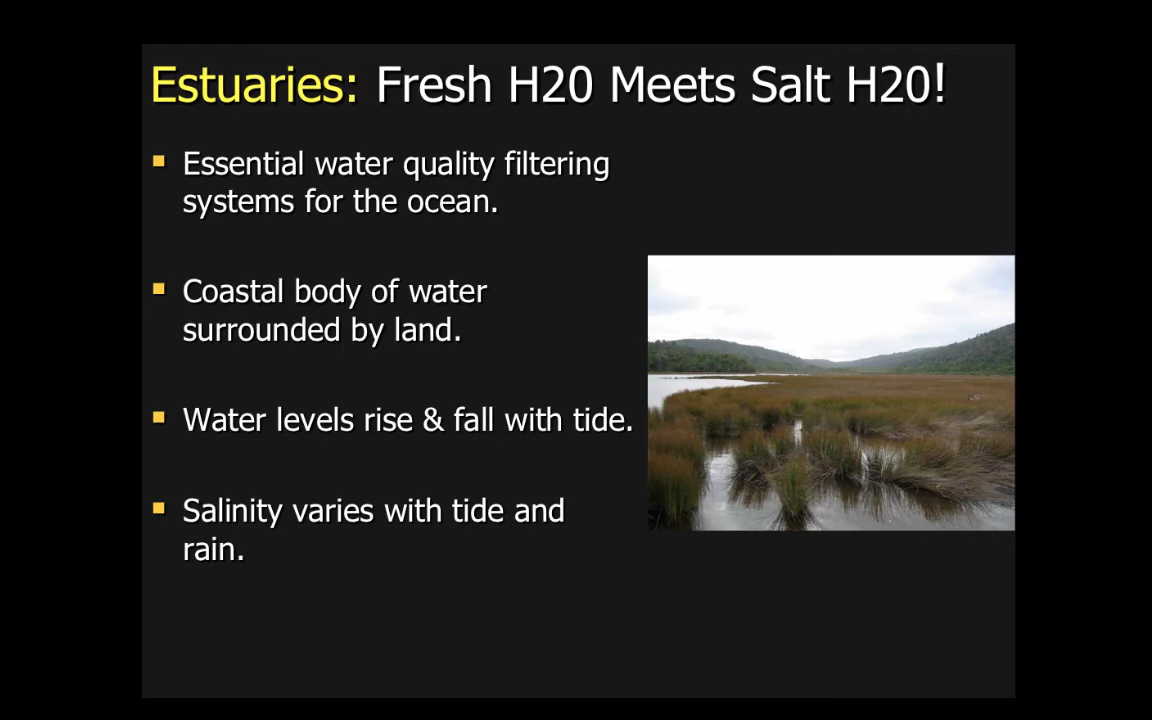 Estuaries: Fresh H20 Meets Salt H20!
Essential water quality filtering
systems for the ocean.
Coastal body of water
surrounded by land.
Water levels rise & fall with tide.
Salinity varies with tide and
rain.